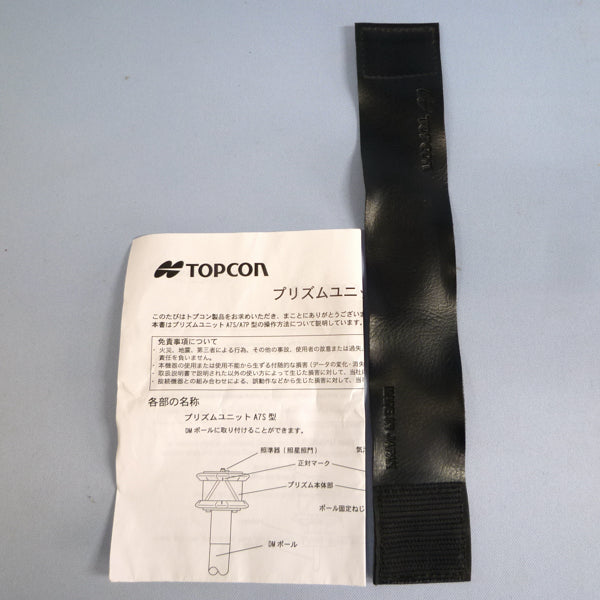 TOPCON
プリズムユニッ
このたびはトプコン製品をお求めいただき、まことにありがとうございま
本書はプリズムユニットA7S/A7P 型の操作方法について説明しています。
免責事項について
・火災、地震、第三者による行為、その他の事故、使用者の故意または過失、
責任を負いません。
・本機器の使用または使用不能から生ずる付随的な損害（データの変化・消失
・取扱説明書で説明された以外の使い方によって生じた損害に対して、当社は
・接続機器との組み合わせによる、誤動作などから生じた損害に対して、当社
各部の名称
プリズムユニット A7S 型
DM ポールに取り付けることができます。
照準器（照星照門）
気泡
正対マーク
プリズム本体部
ポール固定ねじ
DM ポール
TOPCON